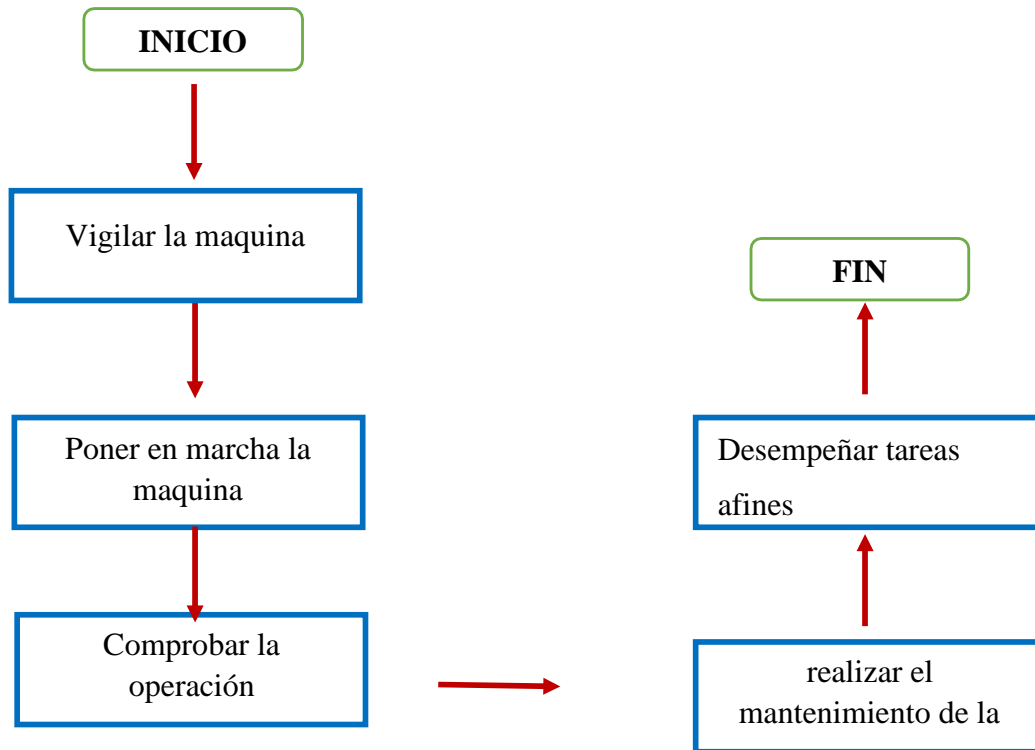 INICIO
Vigilar la maquina
Poner en marcha la
maquina
Comprobar la
operación
realizar el
mantenimiento de la
Desempeñar tareas
afines
FIN